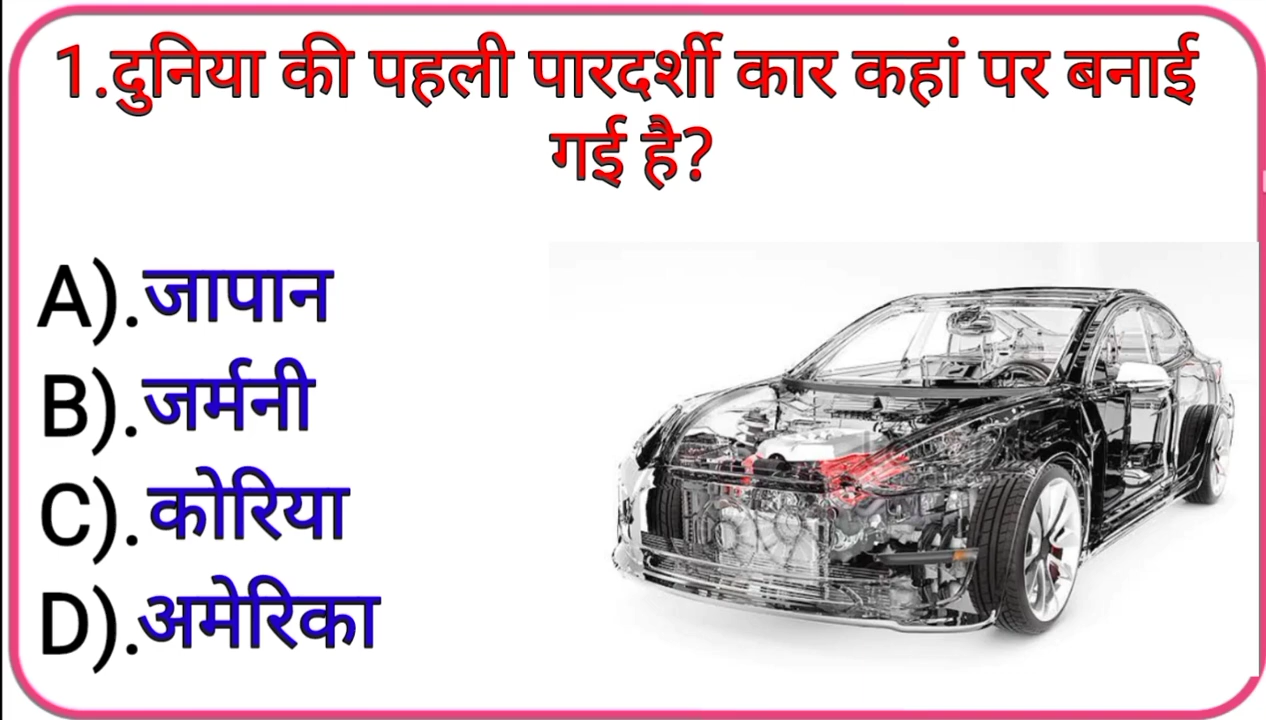 1.दुनिया की पहली पारदर्शी कार कहां पर बनाई
गई है?
A).जापान
B).जर्मनी
C).कोरिया
D).अमेरिका